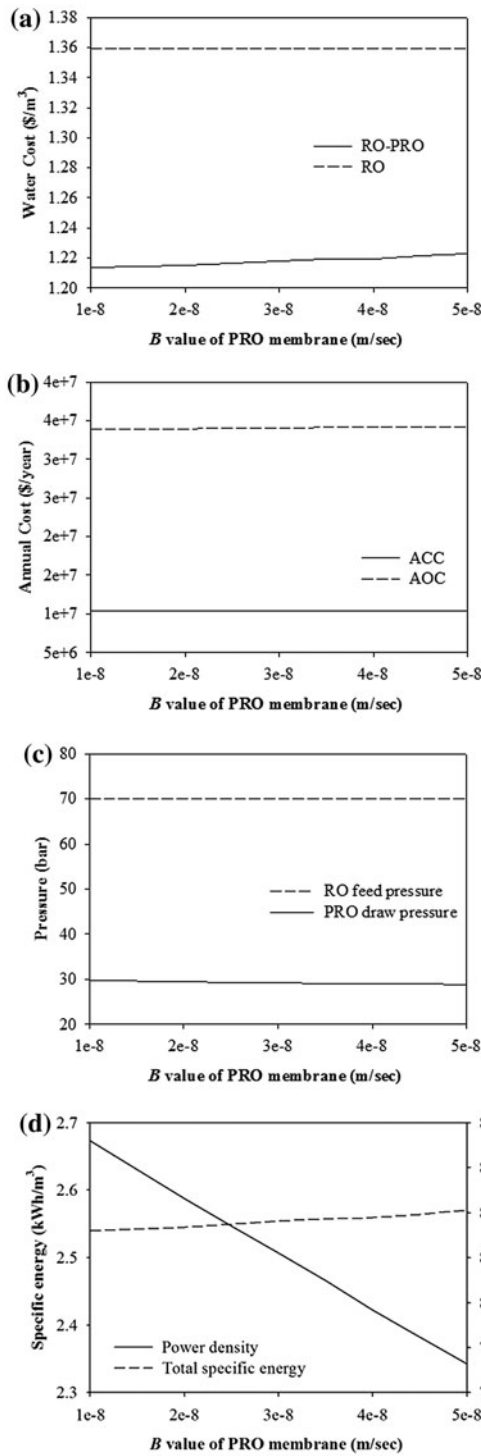 (a)
1.38
1.36
1.34
1.32
1.30
1.28
1.26
1.24
1.22
1.20
Water Cost ($/m³)
RO-PRO
RO
1e-8 2e-8 3e-8 4e-8 5e-8
B value of PRO membrane (m/sec)
(b)
4e+7
4e+7
3e+7
3e+7
2e+7
2e+7
1e+7
5e+6
Annual Cost ($/year)
ACC
AOC
1e-8 2e-8 3e-8 4e-8 5e-8
B value of PRO membrane (m/sec)
(c)
80
70
60
50
40
30
20
Pressure (bar)
RO feed pressure
PRO draw pressure
1e-8 2e-8 3e-8 4e-8 5e-8
B value of PRO membrane (m/sec)
(d)
2.7
2.6
2.5
2.4
2.3
Specific energy (kWh/m³)
Power density
Total specific energy
1e-8 2e-8 3e-8 4e-8 5e-8
B value of PRO membrane (m/sec)